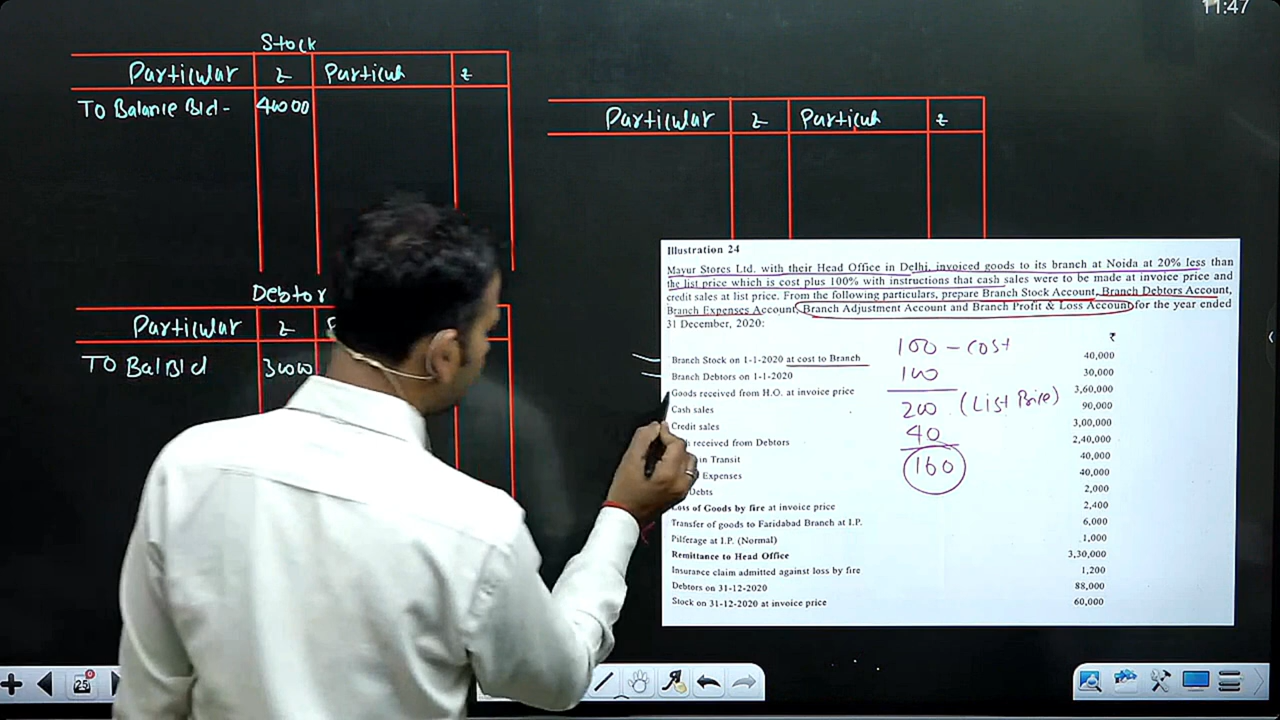 11:47
Stock
Particular ₹ Particular ₹
To Balance B/d - 40000
Particular ₹ Particular ₹
Debtor
Particular ₹
To Bal B/d 30000
Illustration 24
Mayur Stores Ltd. with their Head Office in Delhi, invoiced goods to its branch at Noida at 20% less than
the list price which is cost plus 100% with instructions that cash sales were to be made at invoice price and
credit sales at list price. From the following particulars, prepare Branch Stock Account, Branch Debtors Account,
Branch Expenses Account, Branch Adjustment Account and Branch Profit & Loss Account for the year ended
31 December, 2020:
₹
Branch Stock on 1-1-2020 at cost to Branch 40,000
Branch Debtors on 1-1-2020 30,000
Goods received from H.O. at invoice price 3,60,000
Cash sales 90,000
Credit sales 3,00,000
received from Debtors 2,40,000
in Transit 40,000
Expenses 40,000
Debts 2,000
Loss of Goods by fire at invoice price 2,400
Transfer of goods to Faridabad Branch at I.P. 6,000
Pilferage at I.P. (Normal) 1,000
Remittance to Head Office 3,30,000
Insurance claim admitted against loss by fire 1,200
Debtors on 31-12-2020 88,000
Stock on 31-12-2020 at invoice price 60,000
100 - cost
100
200 (List Price)
40
160
25